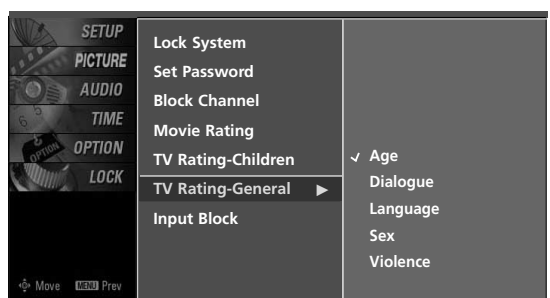 SETUP
PICTURE
AUDIO
TIME
OPTION
LOCK
Move MENU Prev
Lock System
Set Password
Block Channel
Movie Rating
TV Rating-Children
TV Rating-General ▶
Input Block
✓ Age
Dialogue
Language
Sex
Violence